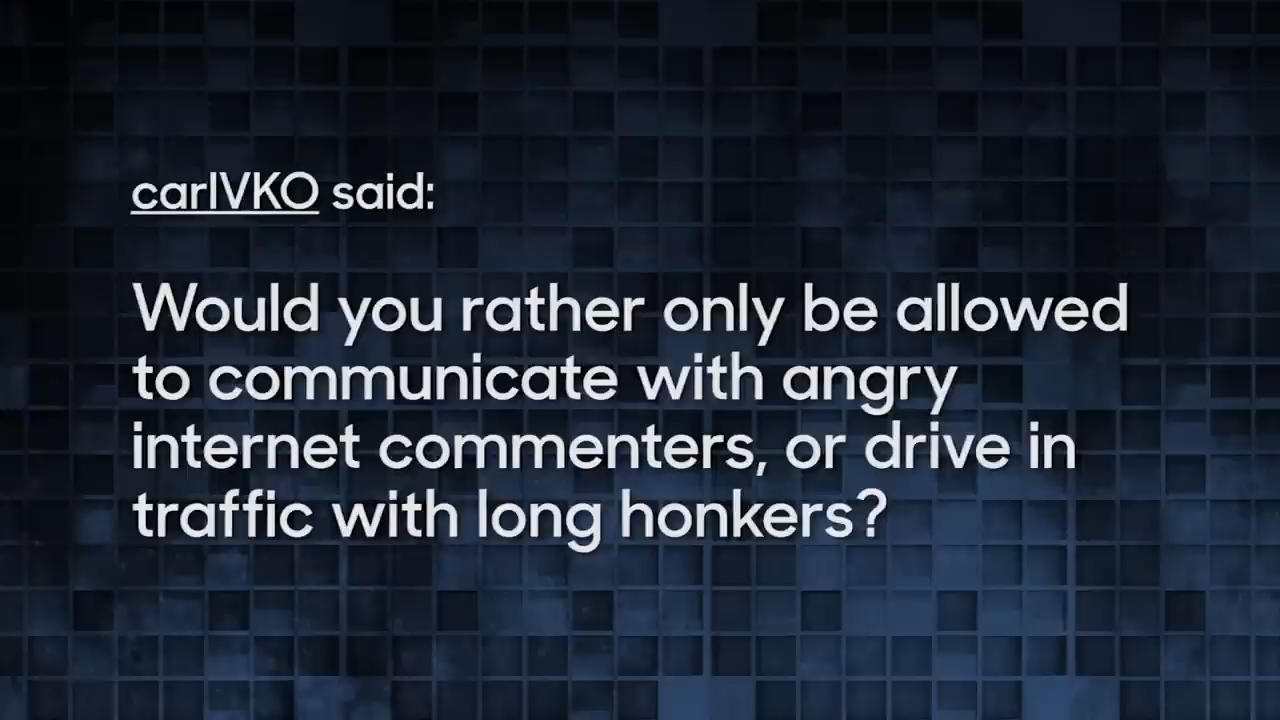 carlVKO said:
Would you rather only be allowed
to communicate with angry
internet commenters, or drive in
traffic with long honkers?